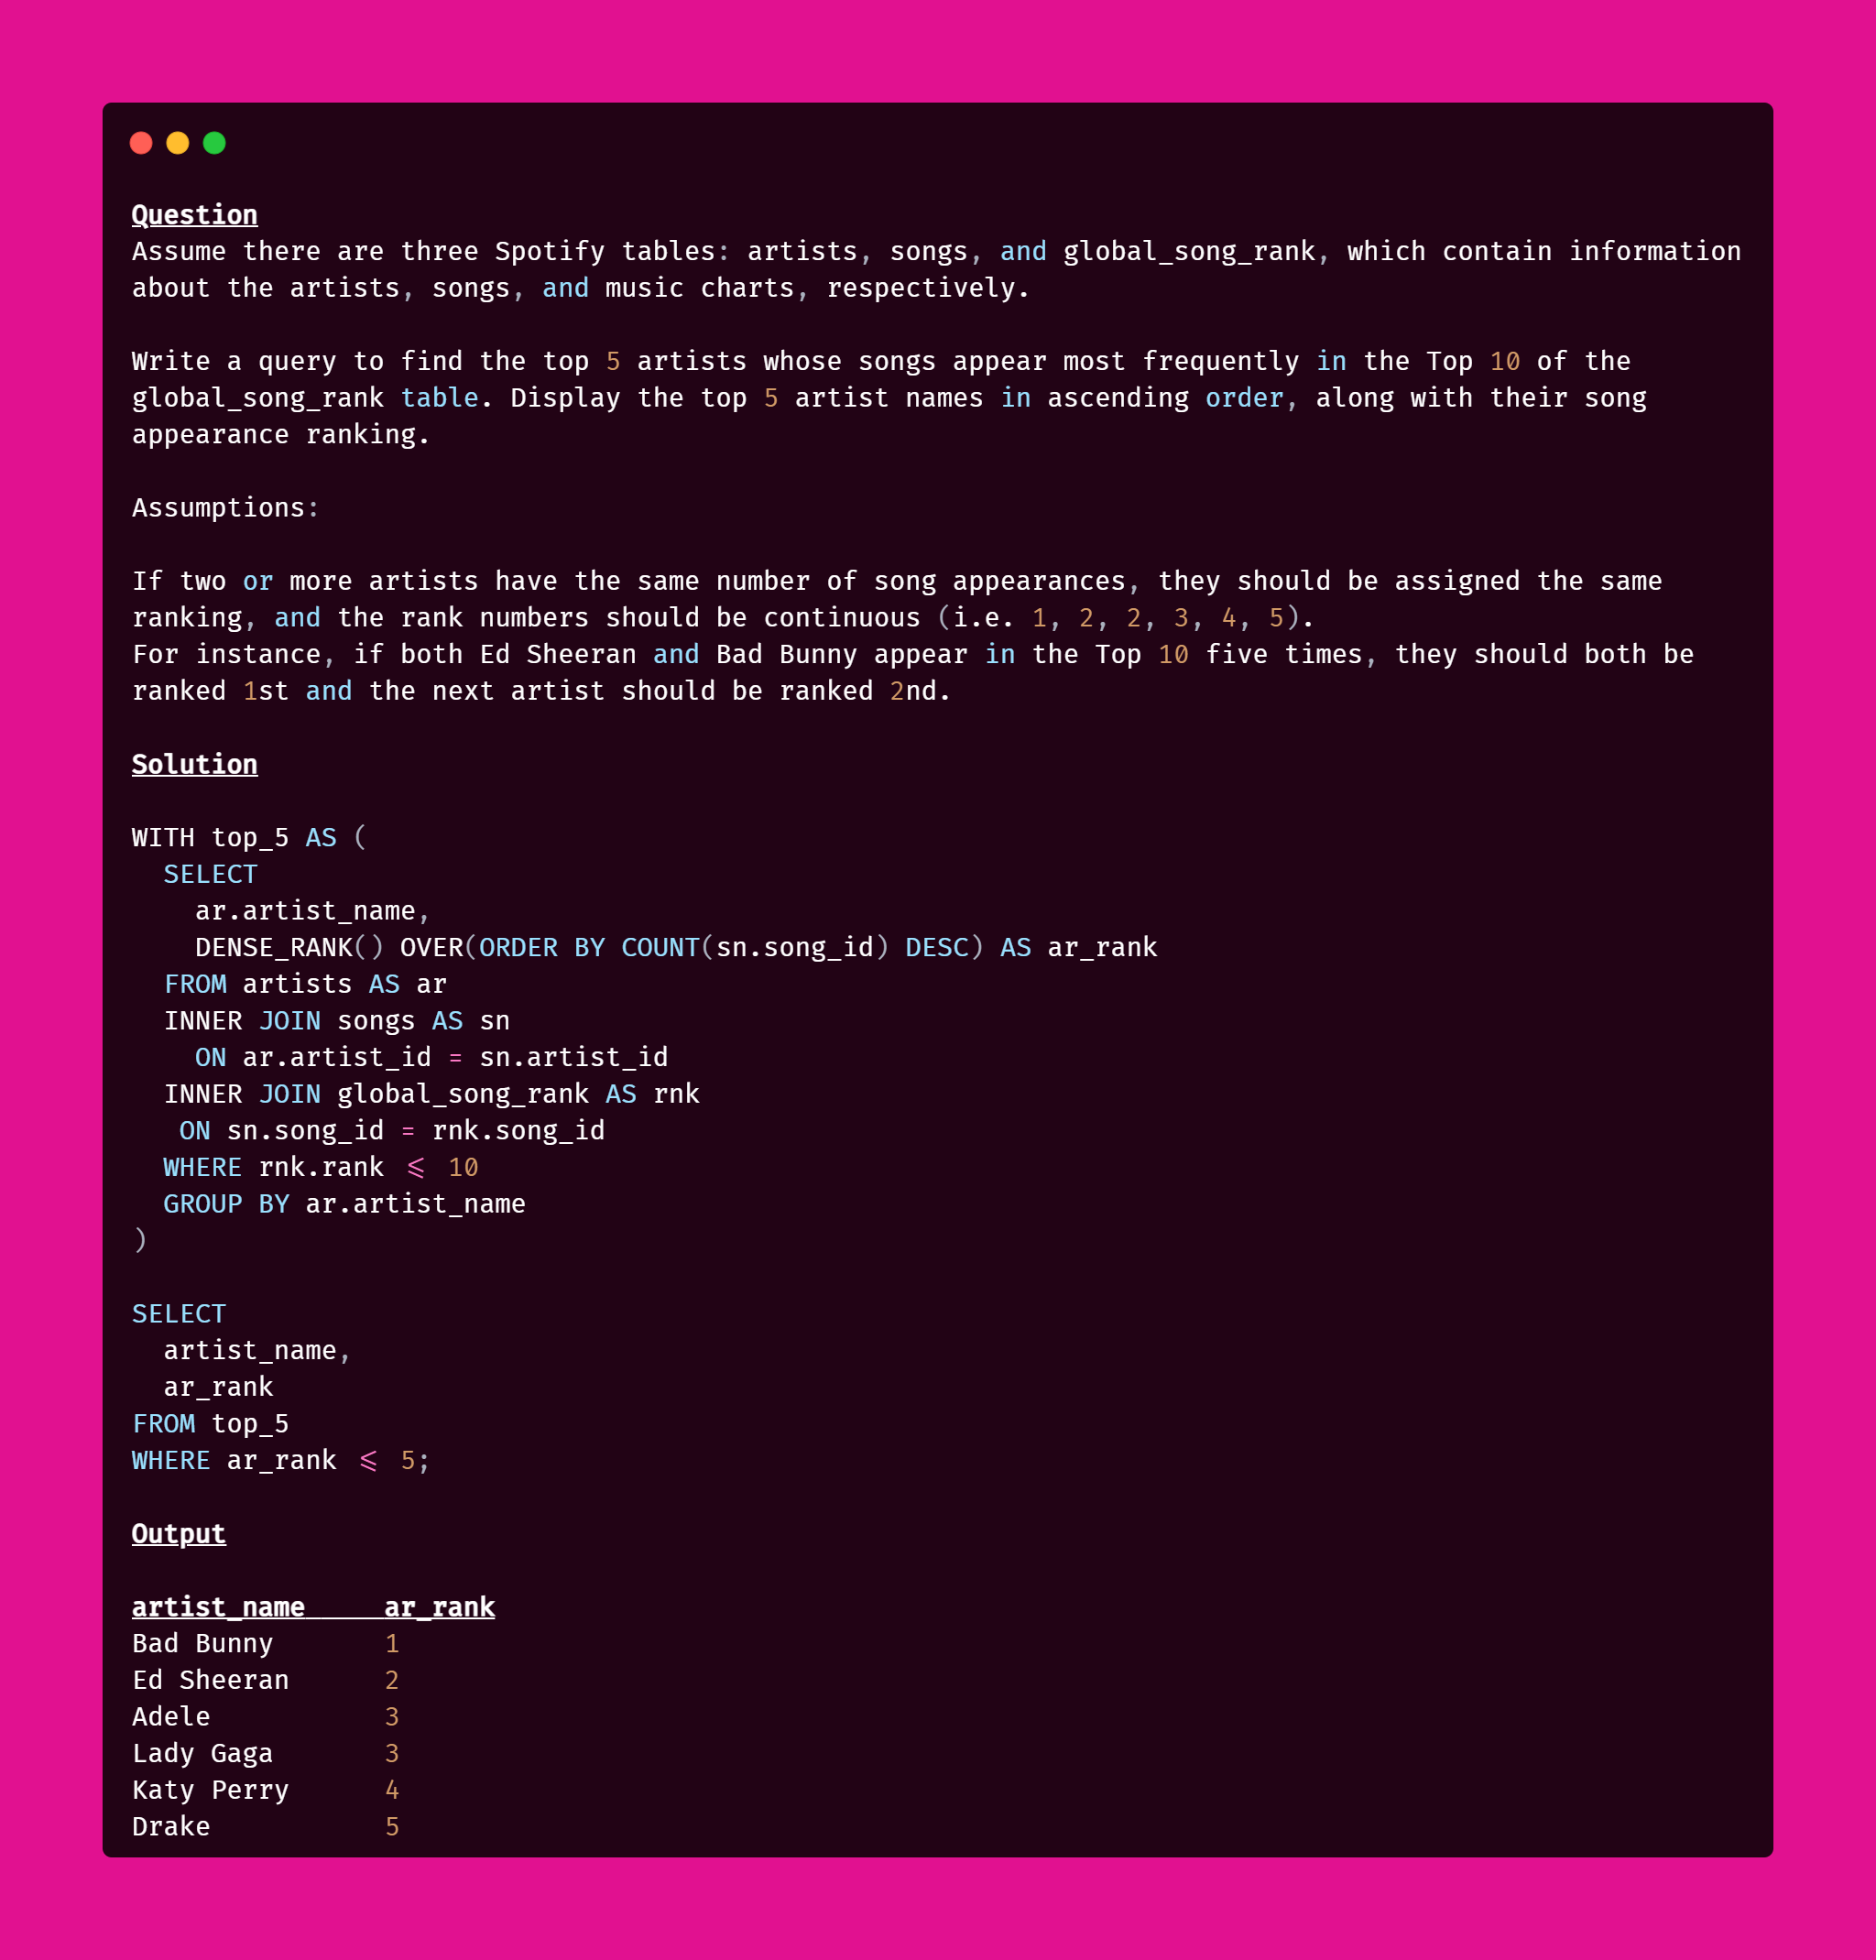 Question
Assume there are three Spotify tables: artists, songs, and global_song_rank, which contain information
about the artists, songs, and music charts, respectively.
Write a query to find the top 5 artists whose songs appear most frequently in the Top 10 of the
global_song_rank table. Display the top 5 artist names in ascending order, along with their song
appearance ranking.
Assumptions:
If two or more artists have the same number of song appearances, they should be assigned the same
ranking, and the rank numbers should be continuous (i.e. 1, 2, 2, 3, 4, 5).
For instance, if both Ed Sheeran and Bad Bunny appear in the Top 10 five times, they should both be
ranked 1st and the next artist should be ranked 2nd.
Solution
WITH top_5 AS (
  SELECT
    ar.artist_name,
    DENSE_RANK() OVER(ORDER BY COUNT(sn.song_id) DESC) AS ar_rank
  FROM artists AS ar
  INNER JOIN songs AS sn
    ON ar.artist_id = sn.artist_id
  INNER JOIN global_song_rank AS rnk
   ON sn.song_id = rnk.song_id
  WHERE rnk.rank <= 10
  GROUP BY ar.artist_name
)
SELECT
  artist_name,
  ar_rank
FROM top_5
WHERE ar_rank <= 5;
Output
artist_name     ar_rank
Bad Bunny       1
Ed Sheeran      2
Adele           3
Lady Gaga       3
Katy Perry      4
Drake           5